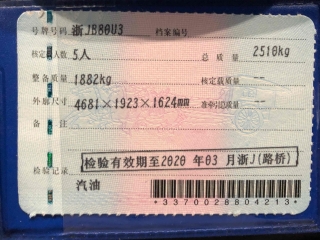 号牌号码 浙JB80U3 档案编号
核定载人数 5人 总质量 2510kg
整备质量 1882kg 核定载质量 --
外廓尺寸 4681×1923×1624mm 准牵引总质量 --
备注
检验有效期至2020年03月浙J(路桥)
检验记录
汽油
*3370028804213*